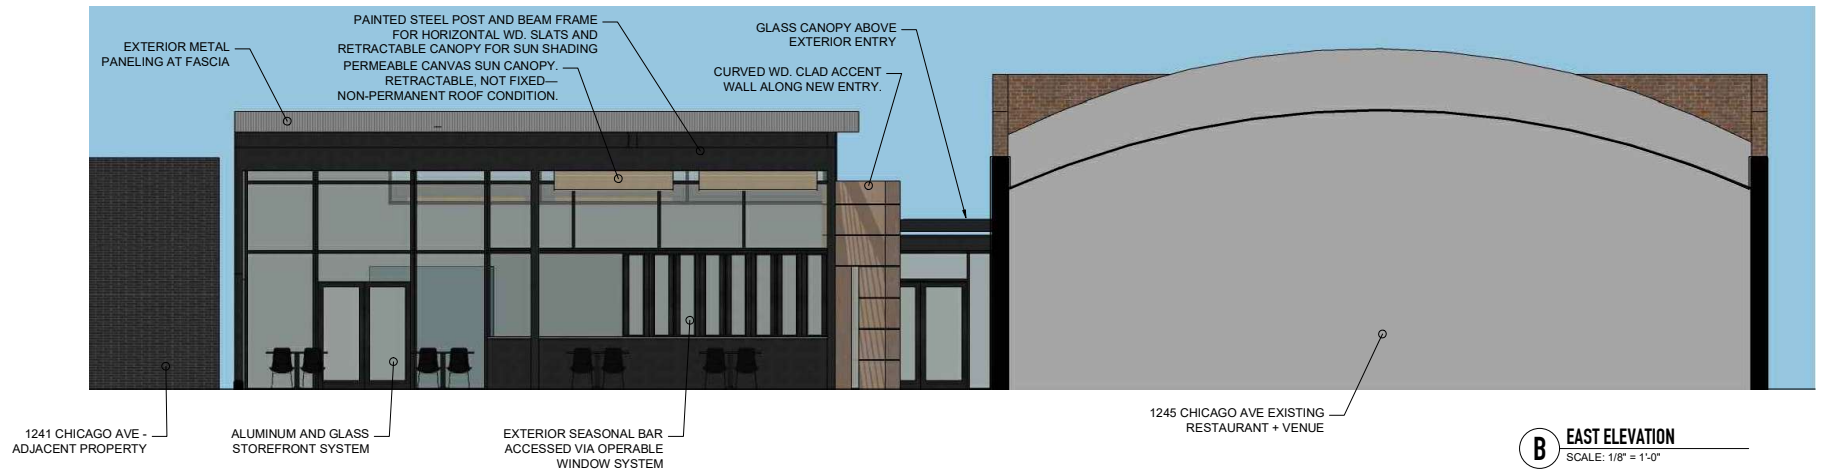 EXTERIOR METAL
PANELING AT FASCIA
PAINTED STEEL POST AND BEAM FRAME
FOR HORIZONTAL WD. SLATS AND
RETRACTABLE CANOPY FOR SUN SHADING
PERMEABLE CANVAS SUN CANOPY.
RETRACTABLE, NOT FIXED—
NON-PERMANENT ROOF CONDITION.
GLASS CANOPY ABOVE
EXTERIOR ENTRY
CURVED WD. CLAD ACCENT
WALL ALONG NEW ENTRY.
1241 CHICAGO AVE -
ADJACENT PROPERTY
ALUMINUM AND GLASS
STOREFRONT SYSTEM
EXTERIOR SEASONAL BAR
ACCESSED VIA OPERABLE
WINDOW SYSTEM
1245 CHICAGO AVE EXISTING
RESTAURANT + VENUE
B
EAST ELEVATION
SCALE: 1/8" = 1'-0"